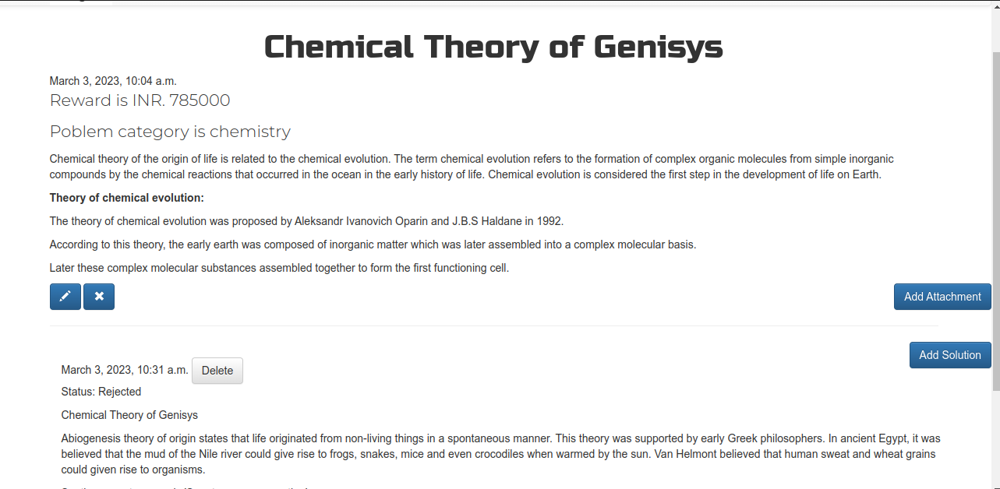 Chemical Theory of Genisys
March 3, 2023, 10:04 a.m.
Reward is INR. 785000
Poblem category is chemistry
Chemical theory of the origin of life is related to the chemical evolution. The term chemical evolution refers to the formation of complex organic molecules from simple inorganic
compounds by the chemical reactions that occurred in the ocean in the early history of life. Chemical evolution is considered the first step in the development of life on Earth.
Theory of chemical evolution:
The theory of chemical evolution was proposed by Aleksandr Ivanovich Oparin and J.B.S Haldane in 1992.
According to this theory, the early earth was composed of inorganic matter which was later assembled into a complex molecular basis.
Later these complex molecular substances assembled together to form the first functioning cell.
Add Attachment
Add Solution
March 3, 2023, 10:31 a.m. Delete
Status: Rejected
Chemical Theory of Genisys
Abiogenesis theory of origin states that life originated from non-living things in a spontaneous manner. This theory was supported by early Greek philosophers. In ancient Egypt, it was
believed that the mud of the Nile river could give rise to frogs, snakes, mice and even crocodiles when warmed by the sun. Van Helmont believed that human sweat and wheat grains
could given rise to organisms.